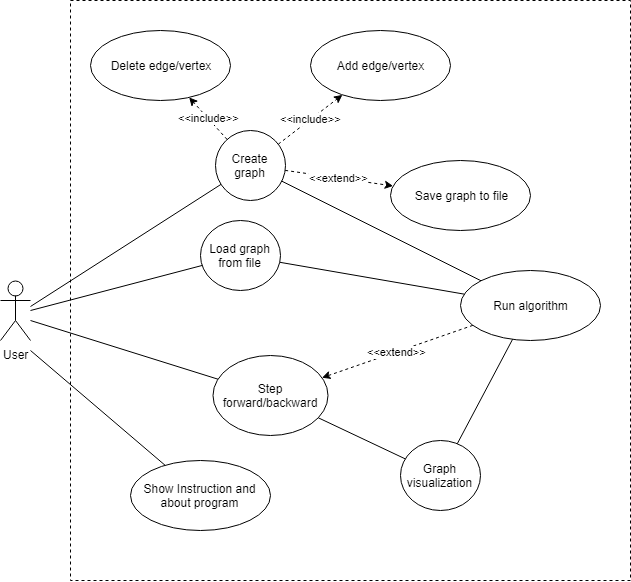 Delete edge/vertex
Add edge/vertex
<<include>>
<<include>>
Create
graph
<<extend>>
Save graph to file
Load graph
from file
Run algorithm
User
<<extend>>
Step
forward/backward
Graph
visualization
Show Instruction and
about program